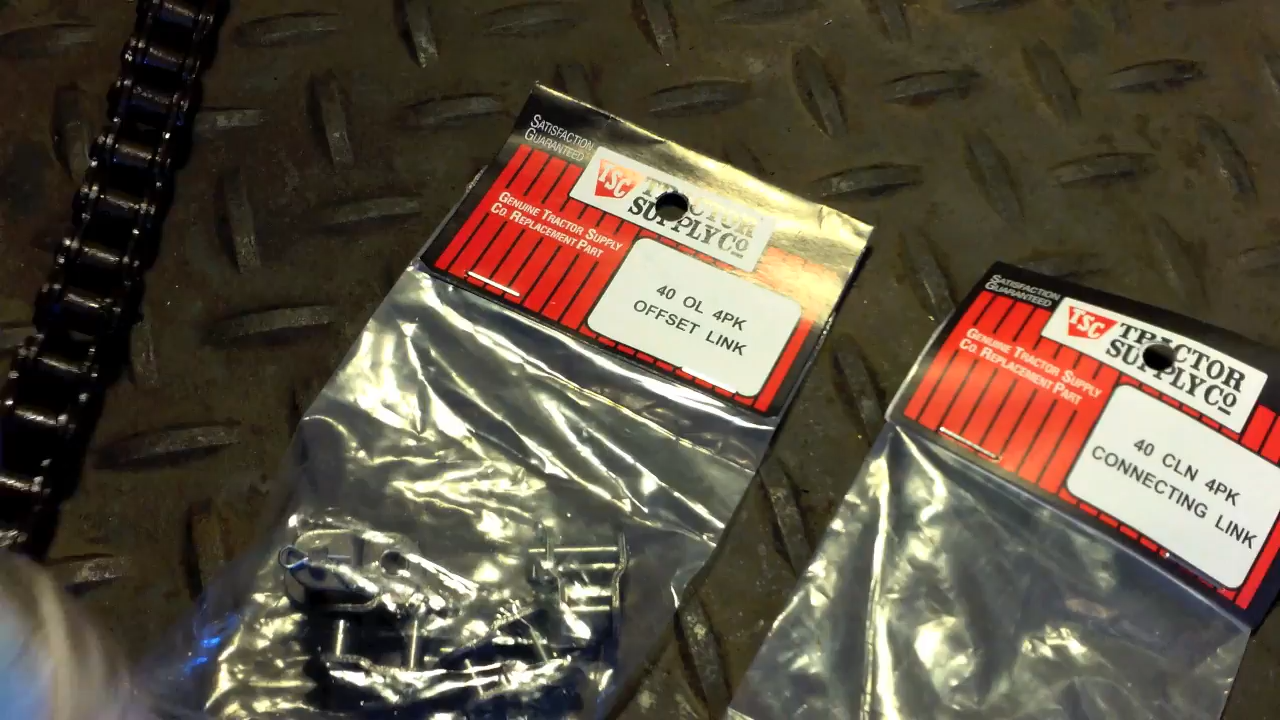 SATISFACTION
GUARANTEED
TSC
TRACTOR
SUPPLY CO
GENUINE TRACTOR SUPPLY
CO. REPLACEMENT PART
40 OL 4PK
OFFSET LINK
SATISFACTION
GUARANTEED
TSC
TRACTOR
SUPPLY CO
GENUINE TRACTOR SUPPLY
CO. REPLACEMENT PART
40 CLN 4PK
CONNECTING LINK